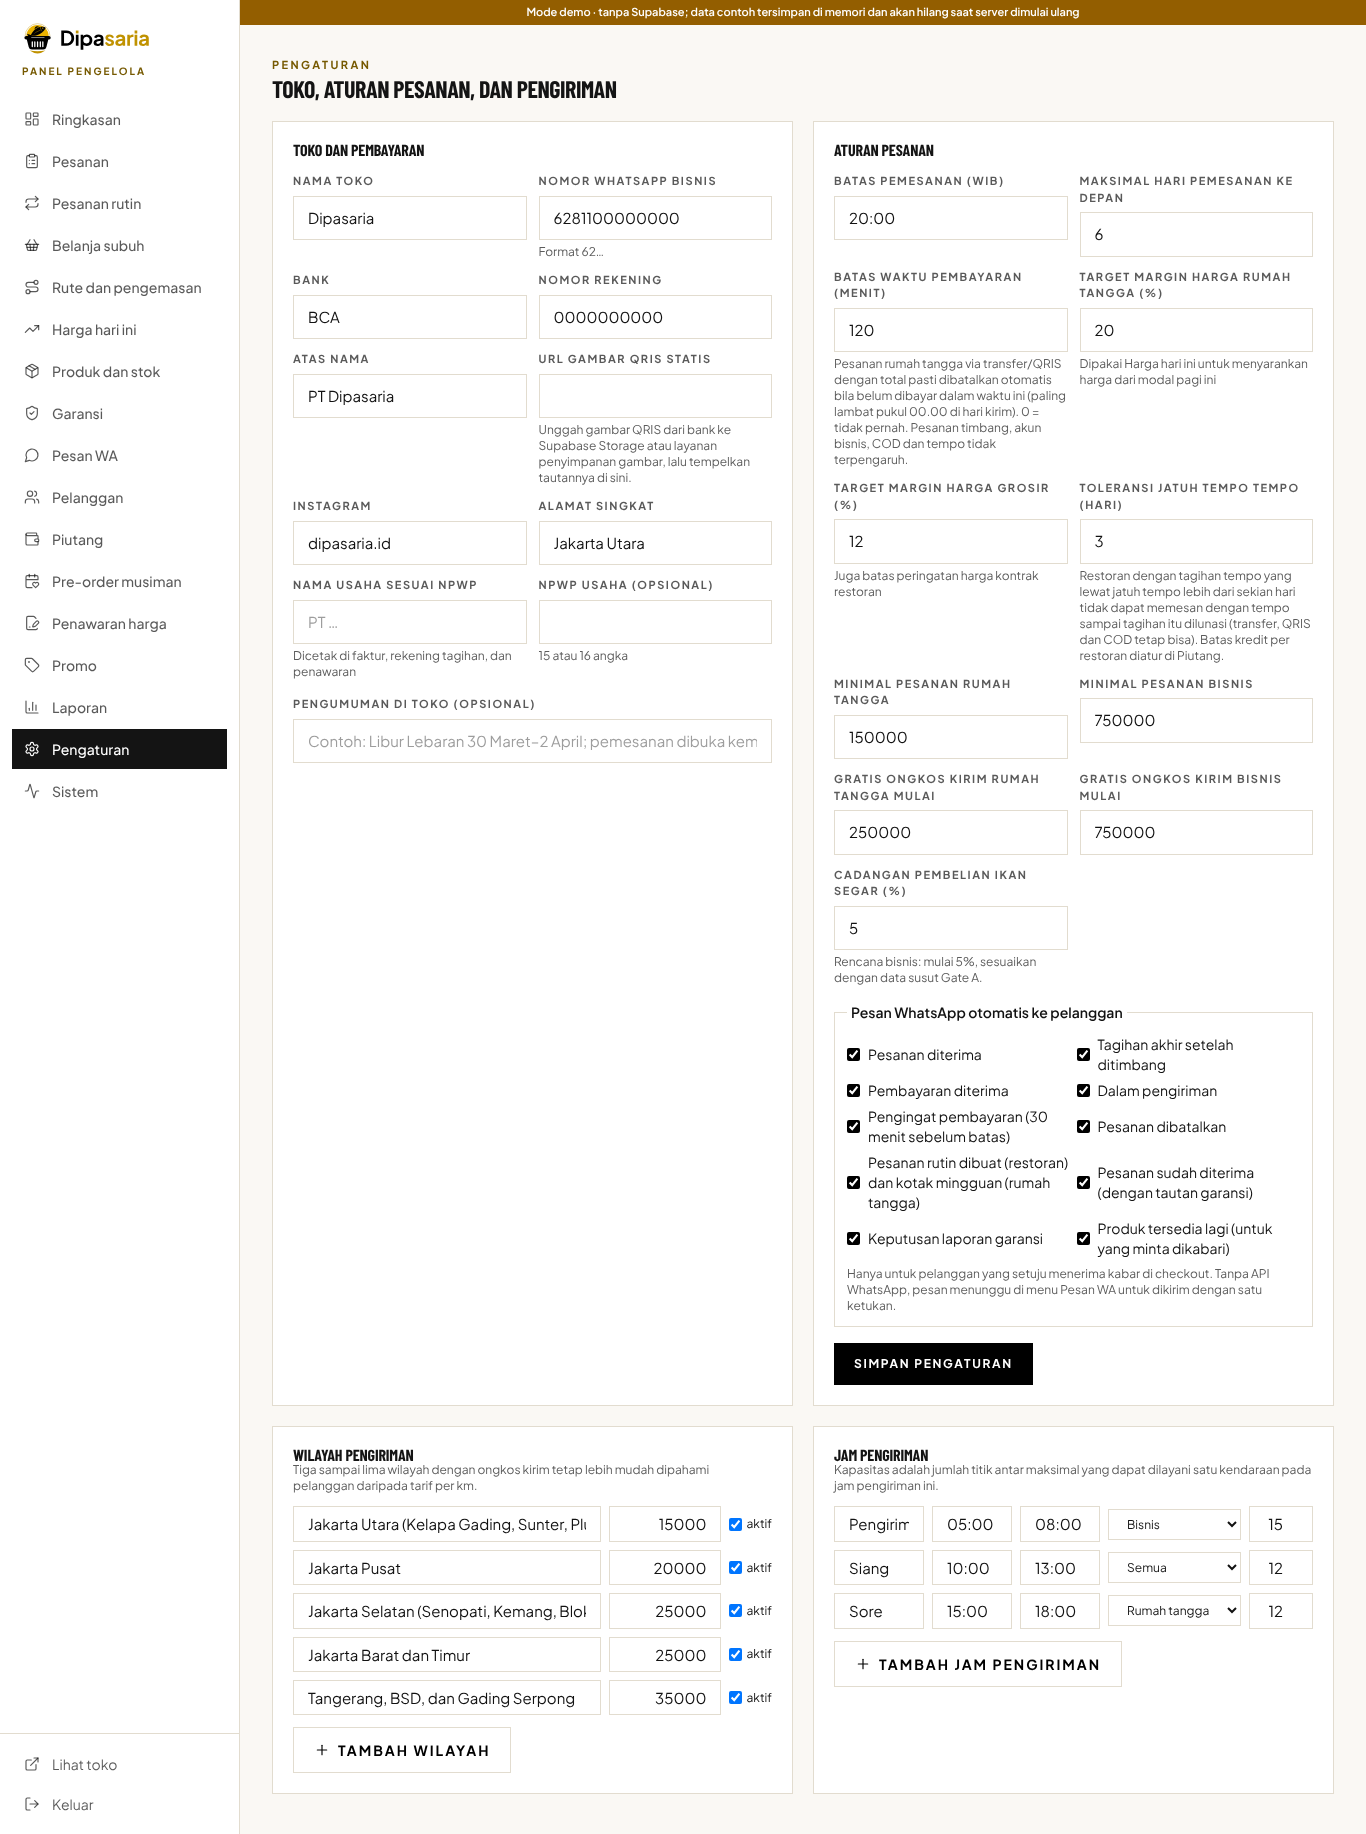 Mode demo · tanpa Supabase; data contoh tersimpan di memori dan akan hilang saat server dimulai ulang
Dipasaria
PANEL PENGELOLA
Ringkasan
Pesanan
Pesanan rutin
Belanja subuh
Rute dan pengemasan
Harga hari ini
Produk dan stok
Garansi
Pesan WA
Pelanggan
Piutang
Pre-order musiman
Penawaran harga
Promo
Laporan
Pengaturan
Sistem
Lihat toko
Keluar
PENGATURAN
TOKO, ATURAN PESANAN, DAN PENGIRIMAN
TOKO DAN PEMBAYARAN
NAMA TOKO
Dipasaria
NOMOR WHATSAPP BISNIS
6281100000000
Format 62…
BANK
BCA
NOMOR REKENING
0000000000
ATAS NAMA
PT Dipasaria
URL GAMBAR QRIS STATIS
Unggah gambar QRIS dari bank ke
Supabase Storage atau layanan
penyimpanan gambar, lalu tempelkan
tautannya di sini.
INSTAGRAM
dipasaria.id
ALAMAT SINGKAT
Jakarta Utara
NAMA USAHA SESUAI NPWP
PT …
Dicetak di faktur, rekening tagihan, dan
penawaran
NPWP USAHA (OPSIONAL)
15 atau 16 angka
PENGUMUMAN DI TOKO (OPSIONAL)
Contoh: Libur Lebaran 30 Maret–2 April; pemesanan dibuka kem
ATURAN PESANAN
BATAS PEMESANAN (WIB)
20:00
MAKSIMAL HARI PEMESANAN KE
DEPAN
6
BATAS WAKTU PEMBAYARAN
(MENIT)
120
Pesanan rumah tangga via transfer/QRIS
dengan total pasti dibatalkan otomatis
bila belum dibayar dalam waktu ini (paling
lambat pukul 00.00 di hari kirim). 0 =
tidak pernah. Pesanan timbang, akun
bisnis, COD dan tempo tidak
terpengaruh.
TARGET MARGIN HARGA RUMAH
TANGGA (%)
20
Dipakai Harga hari ini untuk menyarankan
harga dari modal pagi ini
TARGET MARGIN HARGA GROSIR
(%)
12
Juga batas peringatan harga kontrak
restoran
TOLERANSI JATUH TEMPO TEMPO
(HARI)
3
Restoran dengan tagihan tempo yang
lewat jatuh tempo lebih dari sekian hari
tidak dapat memesan dengan tempo
sampai tagihan itu dilunasi (transfer, QRIS
dan COD tetap bisa). Batas kredit per
restoran diatur di Piutang.
MINIMAL PESANAN RUMAH
TANGGA
150000
MINIMAL PESANAN BISNIS
750000
GRATIS ONGKOS KIRIM RUMAH
TANGGA MULAI
250000
GRATIS ONGKOS KIRIM BISNIS
MULAI
750000
CADANGAN PEMBELIAN IKAN
SEGAR (%)
5
Rencana bisnis: mulai 5%, sesuaikan
dengan data susut Gate A.
Pesan WhatsApp otomatis ke pelanggan
Pesanan diterima
Tagihan akhir setelah
ditimbang
Pembayaran diterima
Dalam pengiriman
Pengingat pembayaran (30
menit sebelum batas)
Pesanan dibatalkan
Pesanan rutin dibuat (restoran)
dan kotak mingguan (rumah
tangga)
Pesanan sudah diterima
(dengan tautan garansi)
Keputusan laporan garansi
Produk tersedia lagi (untuk
yang minta dikabari)
Hanya untuk pelanggan yang setuju menerima kabar di checkout. Tanpa API
WhatsApp, pesan menunggu di menu Pesan WA untuk dikirim dengan satu
ketukan.
SIMPAN PENGATURAN
WILAYAH PENGIRIMAN
Tiga sampai lima wilayah dengan ongkos kirim tetap lebih mudah dipahami
pelanggan daripada tarif per km.
Jakarta Utara (Kelapa Gading, Sunter, Plu 15000 aktif
Jakarta Pusat 20000 aktif
Jakarta Selatan (Senopati, Kemang, Blok 25000 aktif
Jakarta Barat dan Timur 25000 aktif
Tangerang, BSD, dan Gading Serpong 35000 aktif
+ TAMBAH WILAYAH
JAM PENGIRIMAN
Kapasitas adalah jumlah titik antar maksimal yang dapat dilayani satu kendaraan pada
jam pengiriman ini.
Pengirim 05:00 08:00 Bisnis 15
Siang 10:00 13:00 Semua 12
Sore 15:00 18:00 Rumah tangga 12
+ TAMBAH JAM PENGIRIMAN